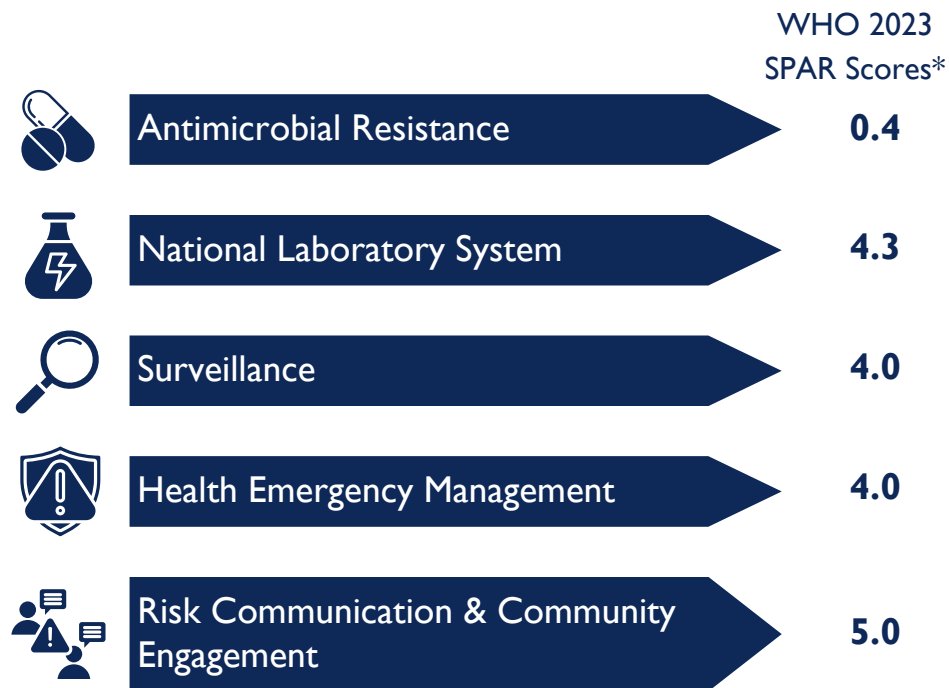 WHO 2023
SPAR Scores*
Antimicrobial Resistance 0.4
National Laboratory System 4.3
Surveillance 4.0
Health Emergency Management 4.0
Risk Communication & Community
Engagement
5.0